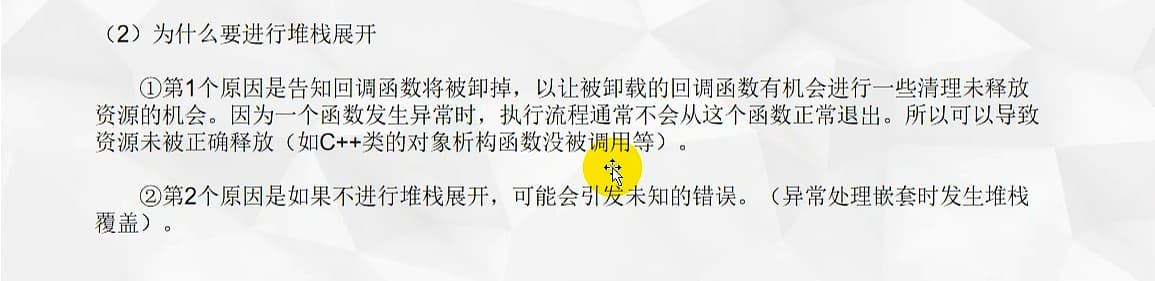 （2）为什么要进行堆栈展开
①第1个原因是告知回调函数将被卸掉，以让被卸载的回调函数有机会进行一些清理未释放
资源的机会。因为一个函数发生异常时，执行流程通常不会从这个函数正常退出。所以可以导致
资源未被正确释放（如C++类的对象析构函数没被调用等）。
②第2个原因是如果不进行堆栈展开，可能会引发未知的错误。（异常处理嵌套时发生堆栈
覆盖）。